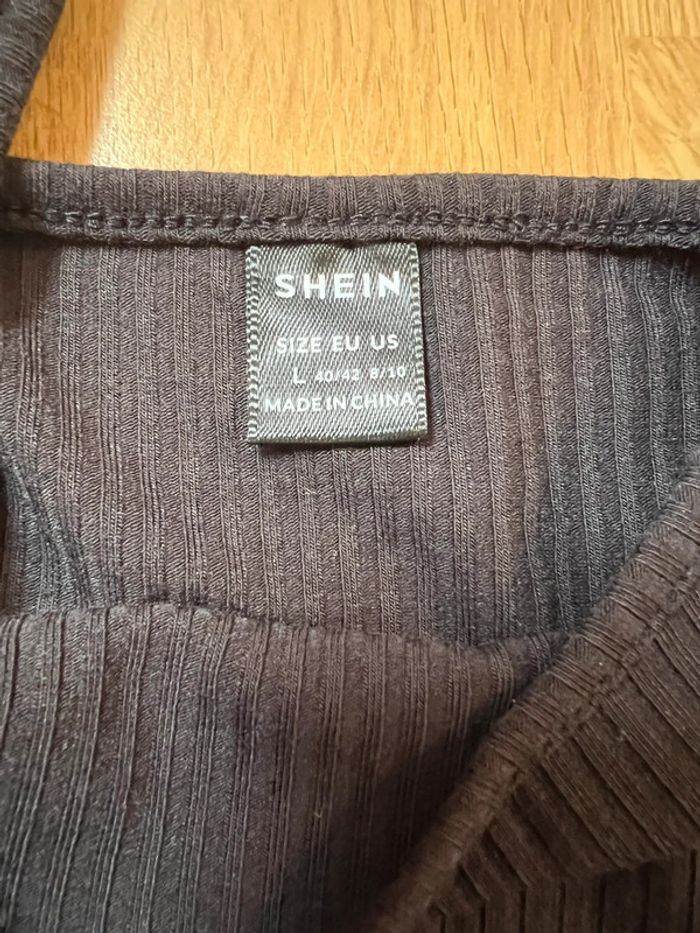 SHEIN
SIZE EU US
L 40/42 8/10
MADE IN CHINA